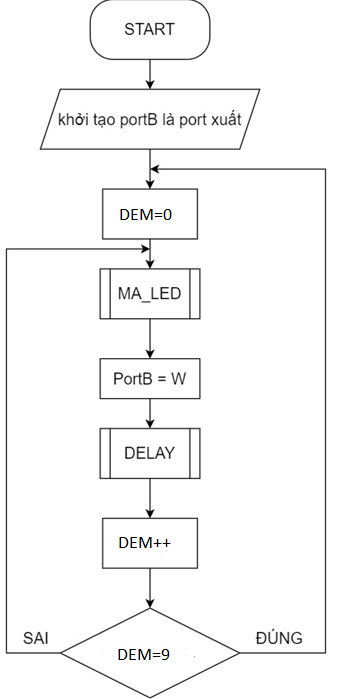 START
khởi tạo portB là port xuất
DEM=0
MA_LED
PortB = W
DELAY
DEM++
SAI
ĐÚNG
DEM=9